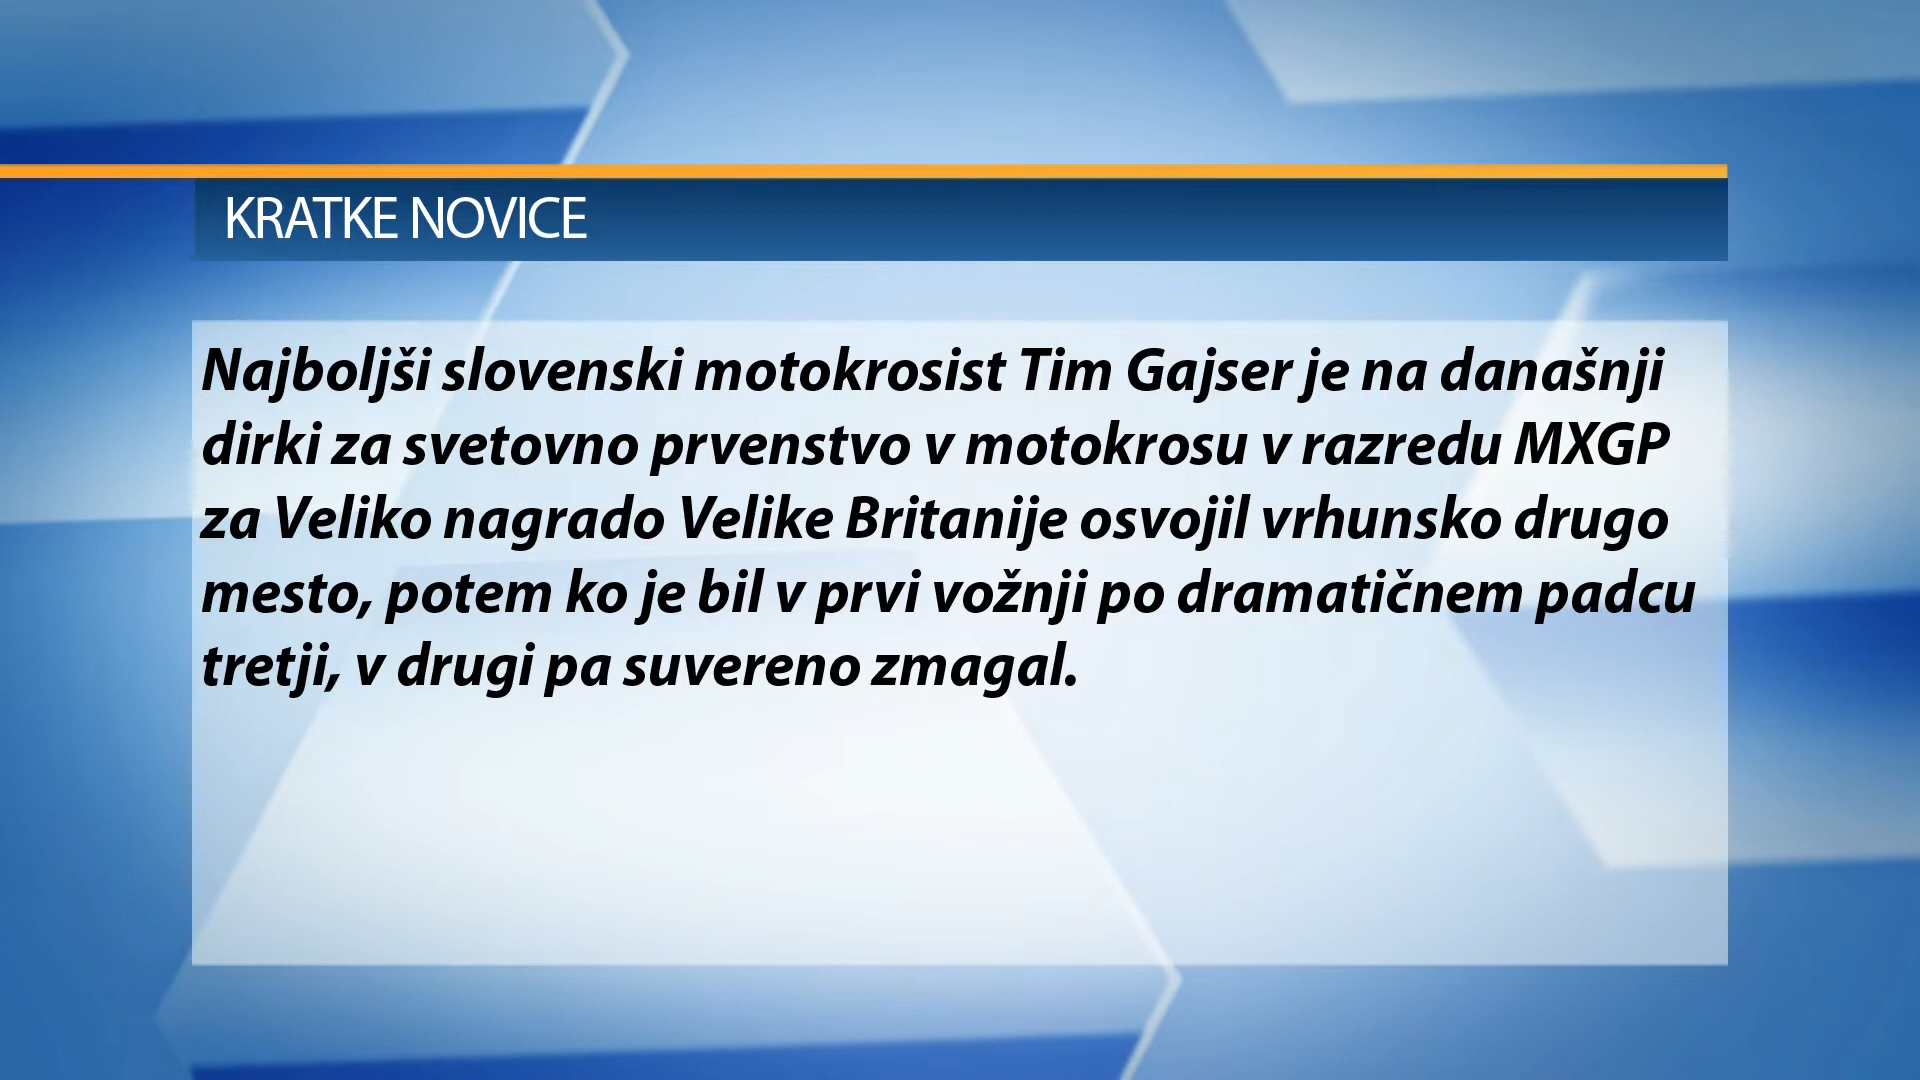 KRATKE NOVICE
Najboljši slovenski motokrosist Tim Gajser je na današnji
dirki za svetovno prvenstvo v motokrosu v razredu MXGP
za Veliko nagrado Velike Britanije osvojil vrhunsko drugo
mesto, potem ko je bil v prvi vožnji po dramatičnem padcu
tretji, v drugi pa suvereno zmagal.